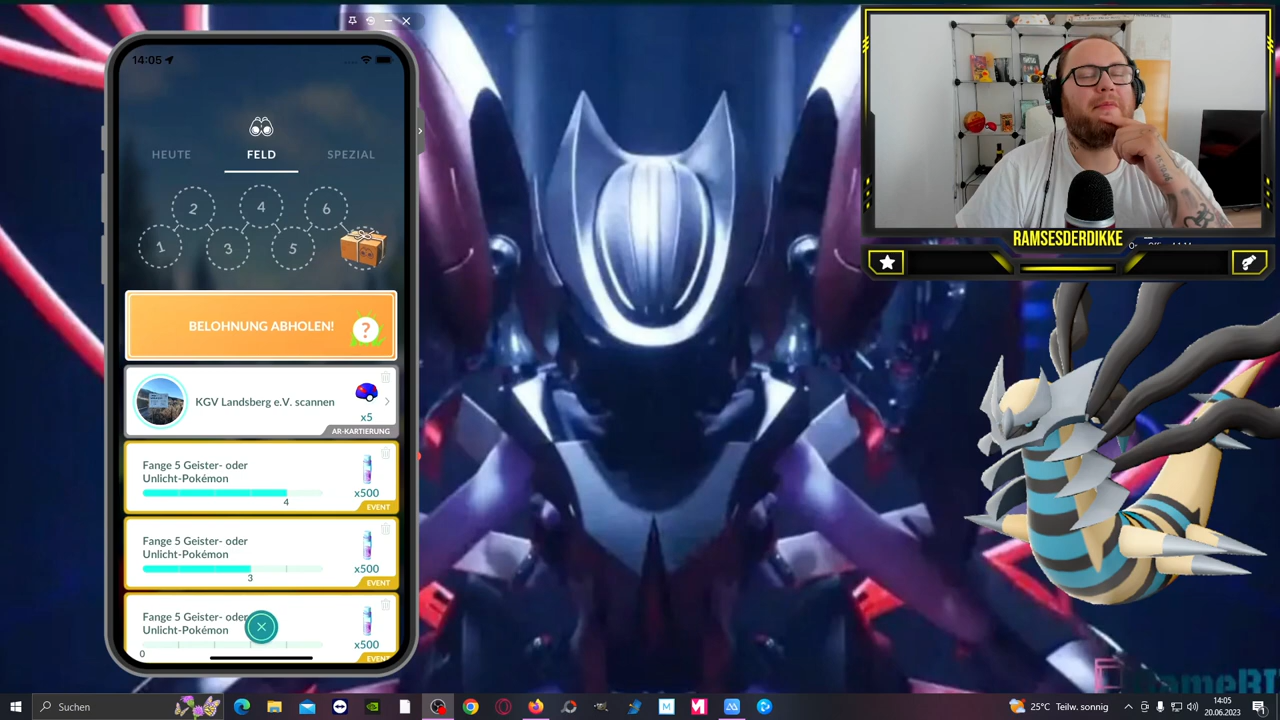 14:05
HEUTE
FELD
SPEZIAL
2
4
6
1
3
5
BELOHNUNG ABHOLEN!
?
KGV Landsberg e.V. scannen
x5
AR-KARTIERUNG
Fange 5 Geister- oder
Unlicht-Pokémon
x500
4
EVENT
Fange 5 Geister- oder
Unlicht-Pokémon
x500
3
EVENT
Fange 5 Geister- oder
Unlicht-Pokémon
x500
0
EVENT
RAMSESDERDIKKE
Suchen
25°C Teilw. sonnig
14:05
20.06.2023
1